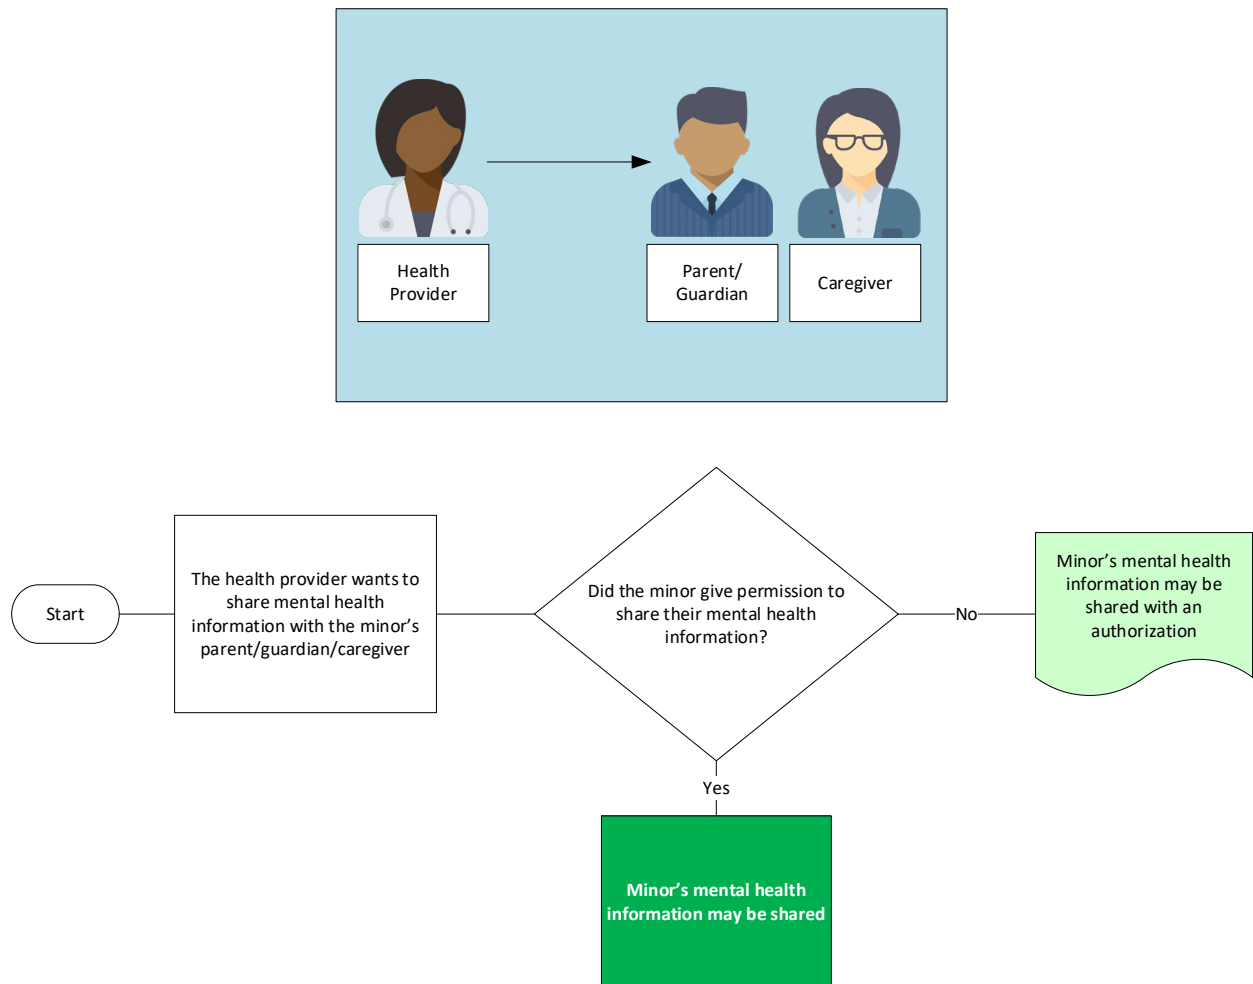 Health
Provider
Parent/
Guardian
Caregiver
Start
The health provider wants to
share mental health
information with the minor’s
parent/guardian/caregiver
Did the minor give permission to
share their mental health
information?
No
Minor’s mental health
information may be
shared with an
authorization
Yes
Minor’s mental health
information may be shared